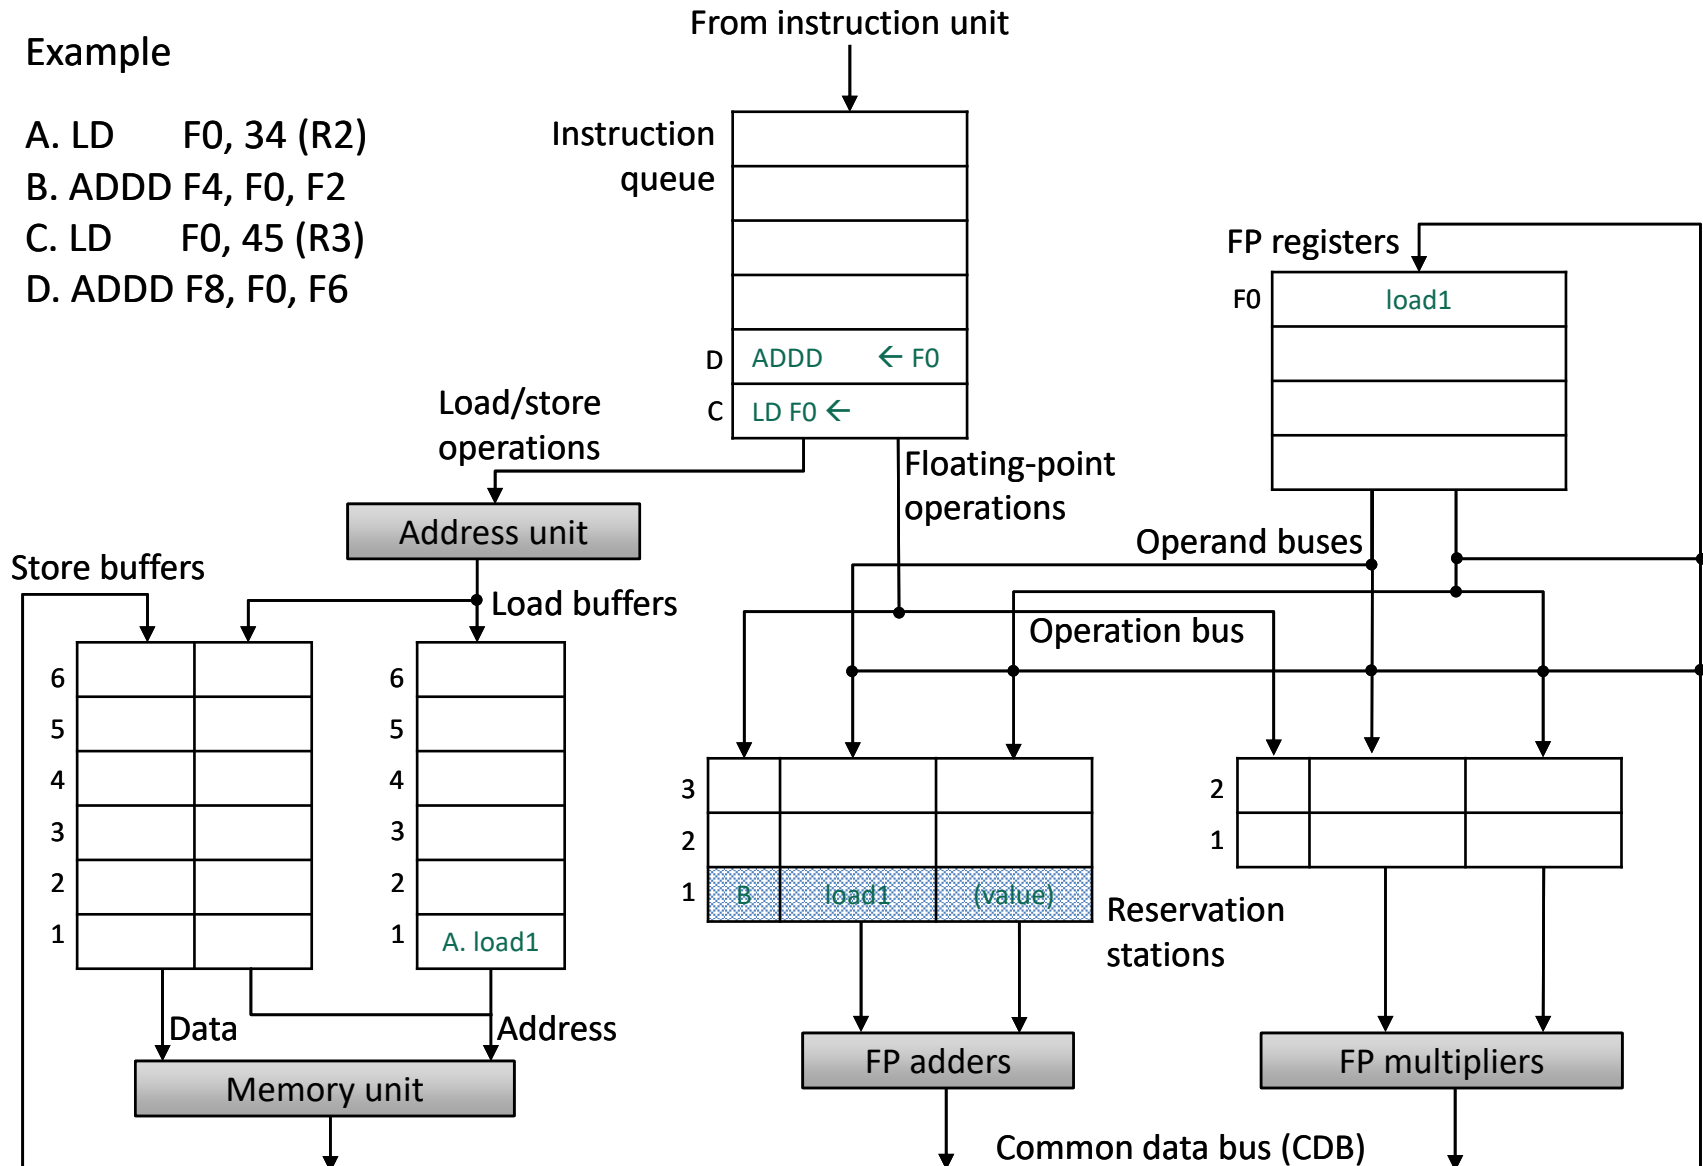 From instruction unit
Example
A. LD F0, 34 (R2)
B. ADDD F4, F0, F2
C. LD F0, 45 (R3)
D. ADDD F8, F0, F6
Instruction
queue
FP registers
F0 load1
D ADDD ← F0
C LD F0 ←
Load/store
operations
Floating-point
operations
Address unit
Operand buses
Store buffers
Load buffers
Operation bus
6
5
4
3
2
1
6
5
4
3
2
1 A. load1
3
2
1 B load1 (value)
2
1
Reservation
stations
Data
Address
Memory unit
FP adders
FP multipliers
Common data bus (CDB)